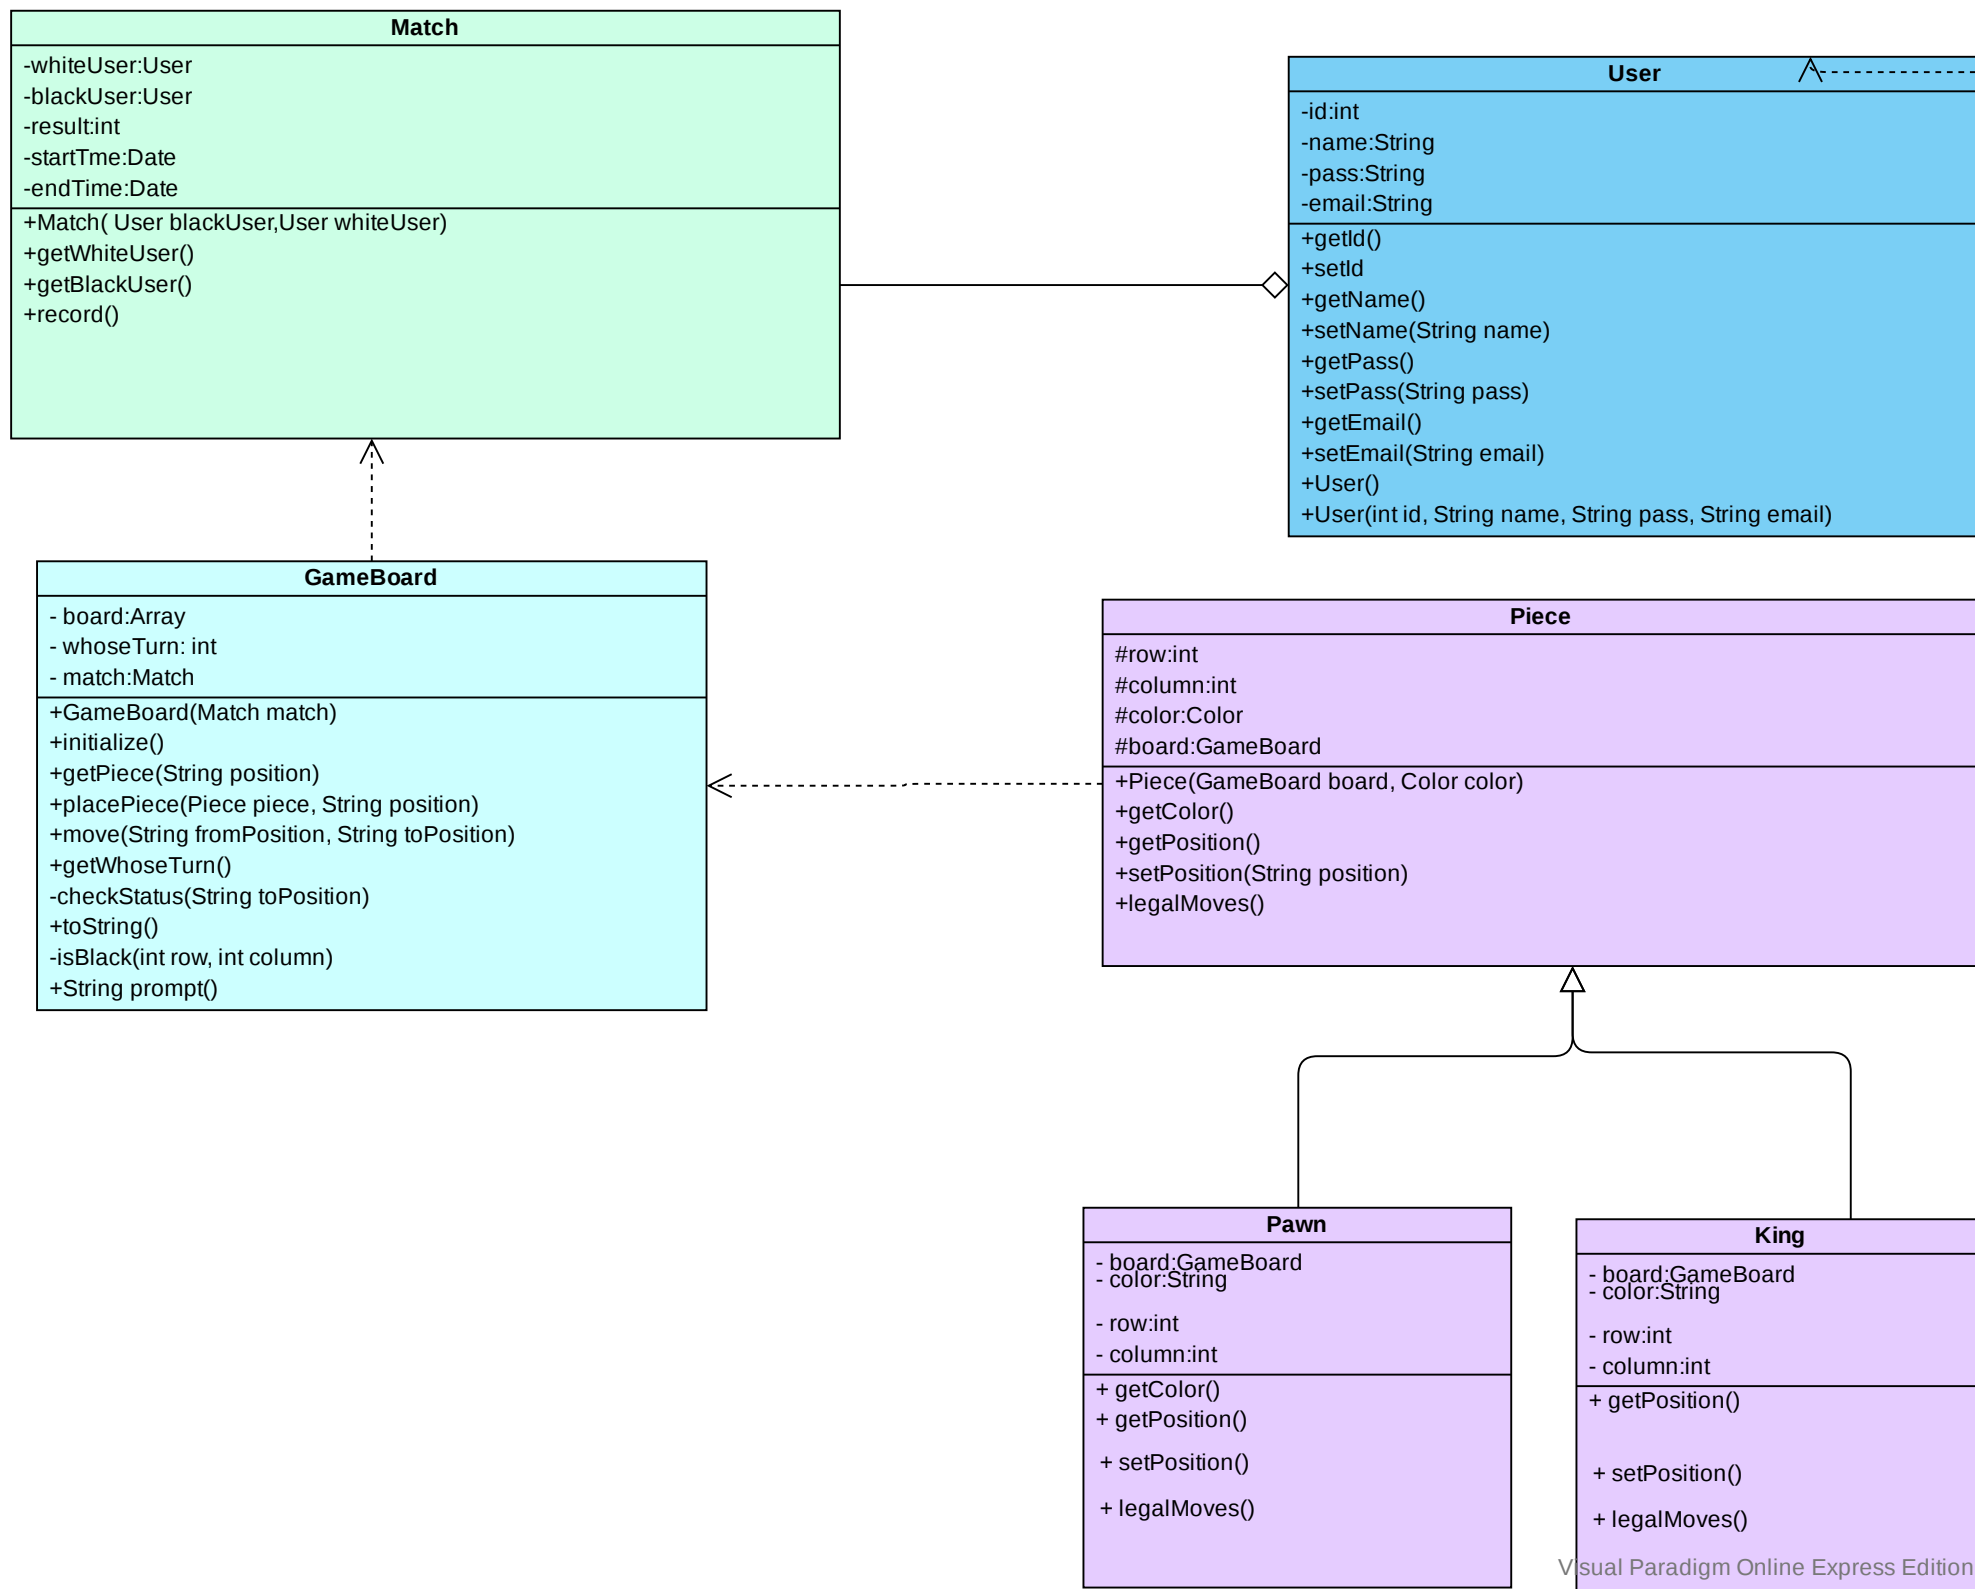 Match
-whiteUser:User
-blackUser:User
-result:int
-startTme:Date
-endTime:Date
+Match( User blackUser,User whiteUser)
+getWhiteUser()
+getBlackUser()
+record()
User
-id:int
-name:String
-pass:String
-email:String
+getId()
+setId
+getName()
+setName(String name)
+getPass()
+setPass(String pass)
+getEmail()
+setEmail(String email)
+User()
+User(int id, String name, String pass, String email)
GameBoard
- board:Array
- whoseTurn: int
- match:Match
+GameBoard(Match match)
+initialize()
+getPiece(String position)
+placePiece(Piece piece, String position)
+move(String fromPosition, String toPosition)
+getWhoseTurn()
-checkStatus(String toPosition)
+toString()
-isBlack(int row, int column)
+String prompt()
Piece
#row:int
#column:int
#color:Color
#board:GameBoard
+Piece(GameBoard board, Color color)
+getColor()
+getPosition()
+setPosition(String position)
+legalMoves()
Pawn
- board:GameBoard
- color:String
- row:int
- column:int
+ getColor()
+ getPosition()
+ setPosition()
+ legalMoves()
King
- board:GameBoard
- color:String
- row:int
- column:int
+ getPosition()
+ setPosition()
+ legalMoves()
Visual Paradigm Online Express Edition